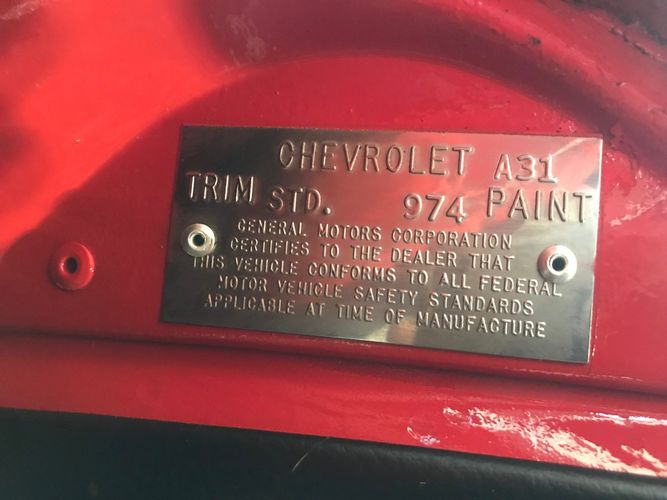 CHEVROLET A31
TRIM STD. 974 PAINT
GENERAL MOTORS CORPORATION
CERTIFIES TO THE DEALER THAT
THIS VEHICLE CONFORMS TO ALL FEDERAL
MOTOR VEHICLE SAFETY STANDARDS
APPLICABLE AT TIME OF MANUFACTURE